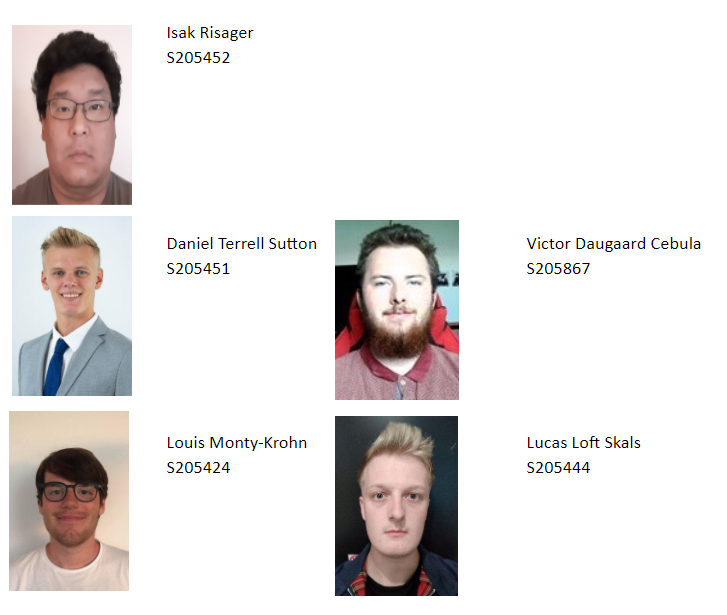 Isak Risager
S205452
Daniel Terrell Sutton
S205451
Victor Daugaard Cebula
S205867
Louis Monty-Krohn
S205424
Lucas Loft Skals
S205444